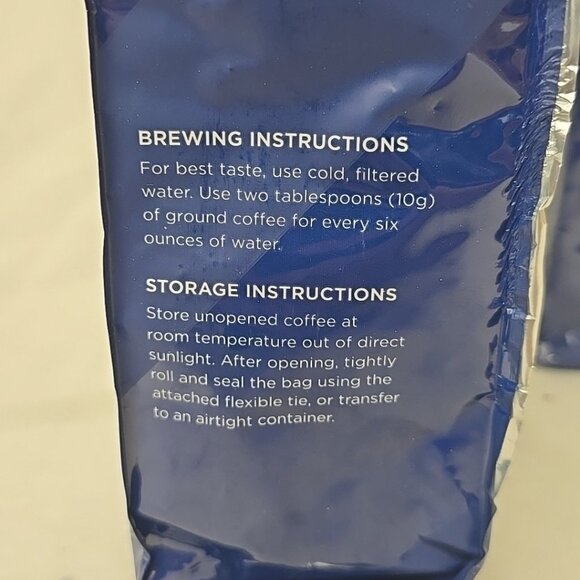 BREWING INSTRUCTIONS
For best taste, use cold, filtered
water. Use two tablespoons (10g)
of ground coffee for every six
ounces of water.
STORAGE INSTRUCTIONS
Store unopened coffee at
room temperature out of direct
sunlight. After opening, tightly
roll and seal the bag using the
attached flexible tie, or transfer
to an airtight container.